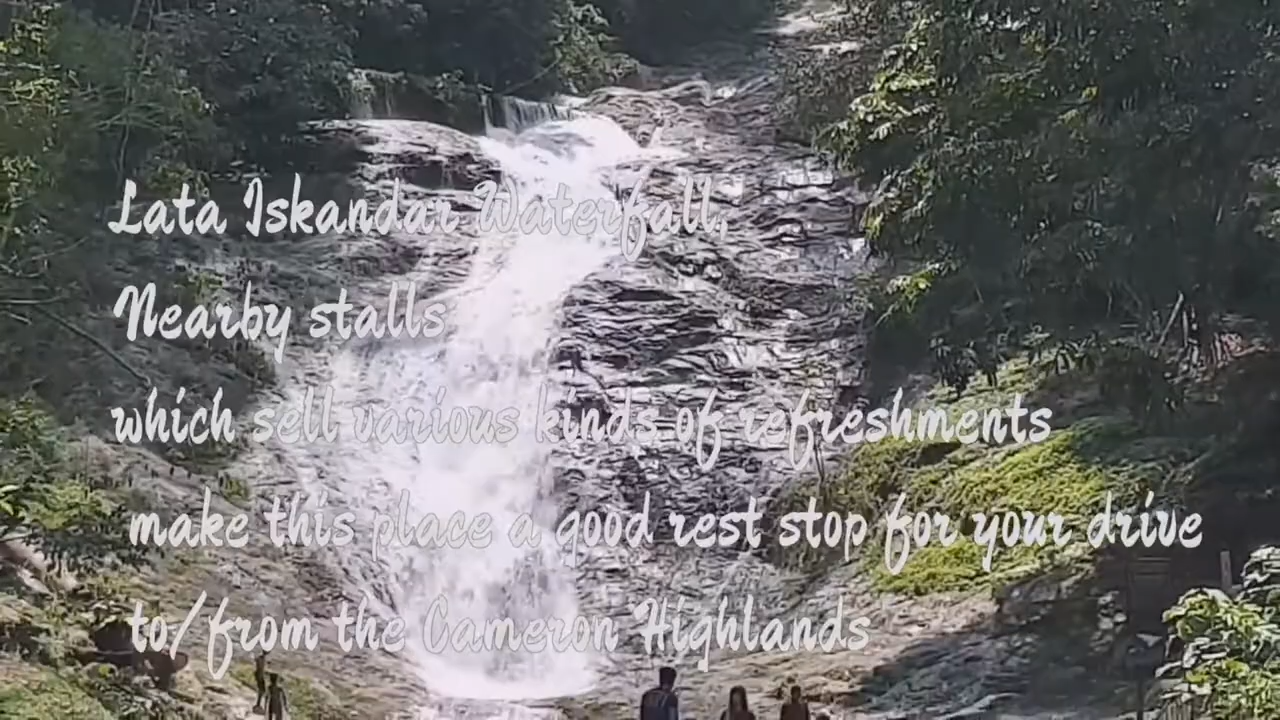 Lata Iskandar Waterfall,
Nearby stalls
which sell various kinds of refreshments
make this place a good rest stop for your drive
to/from the Cameron Highlands